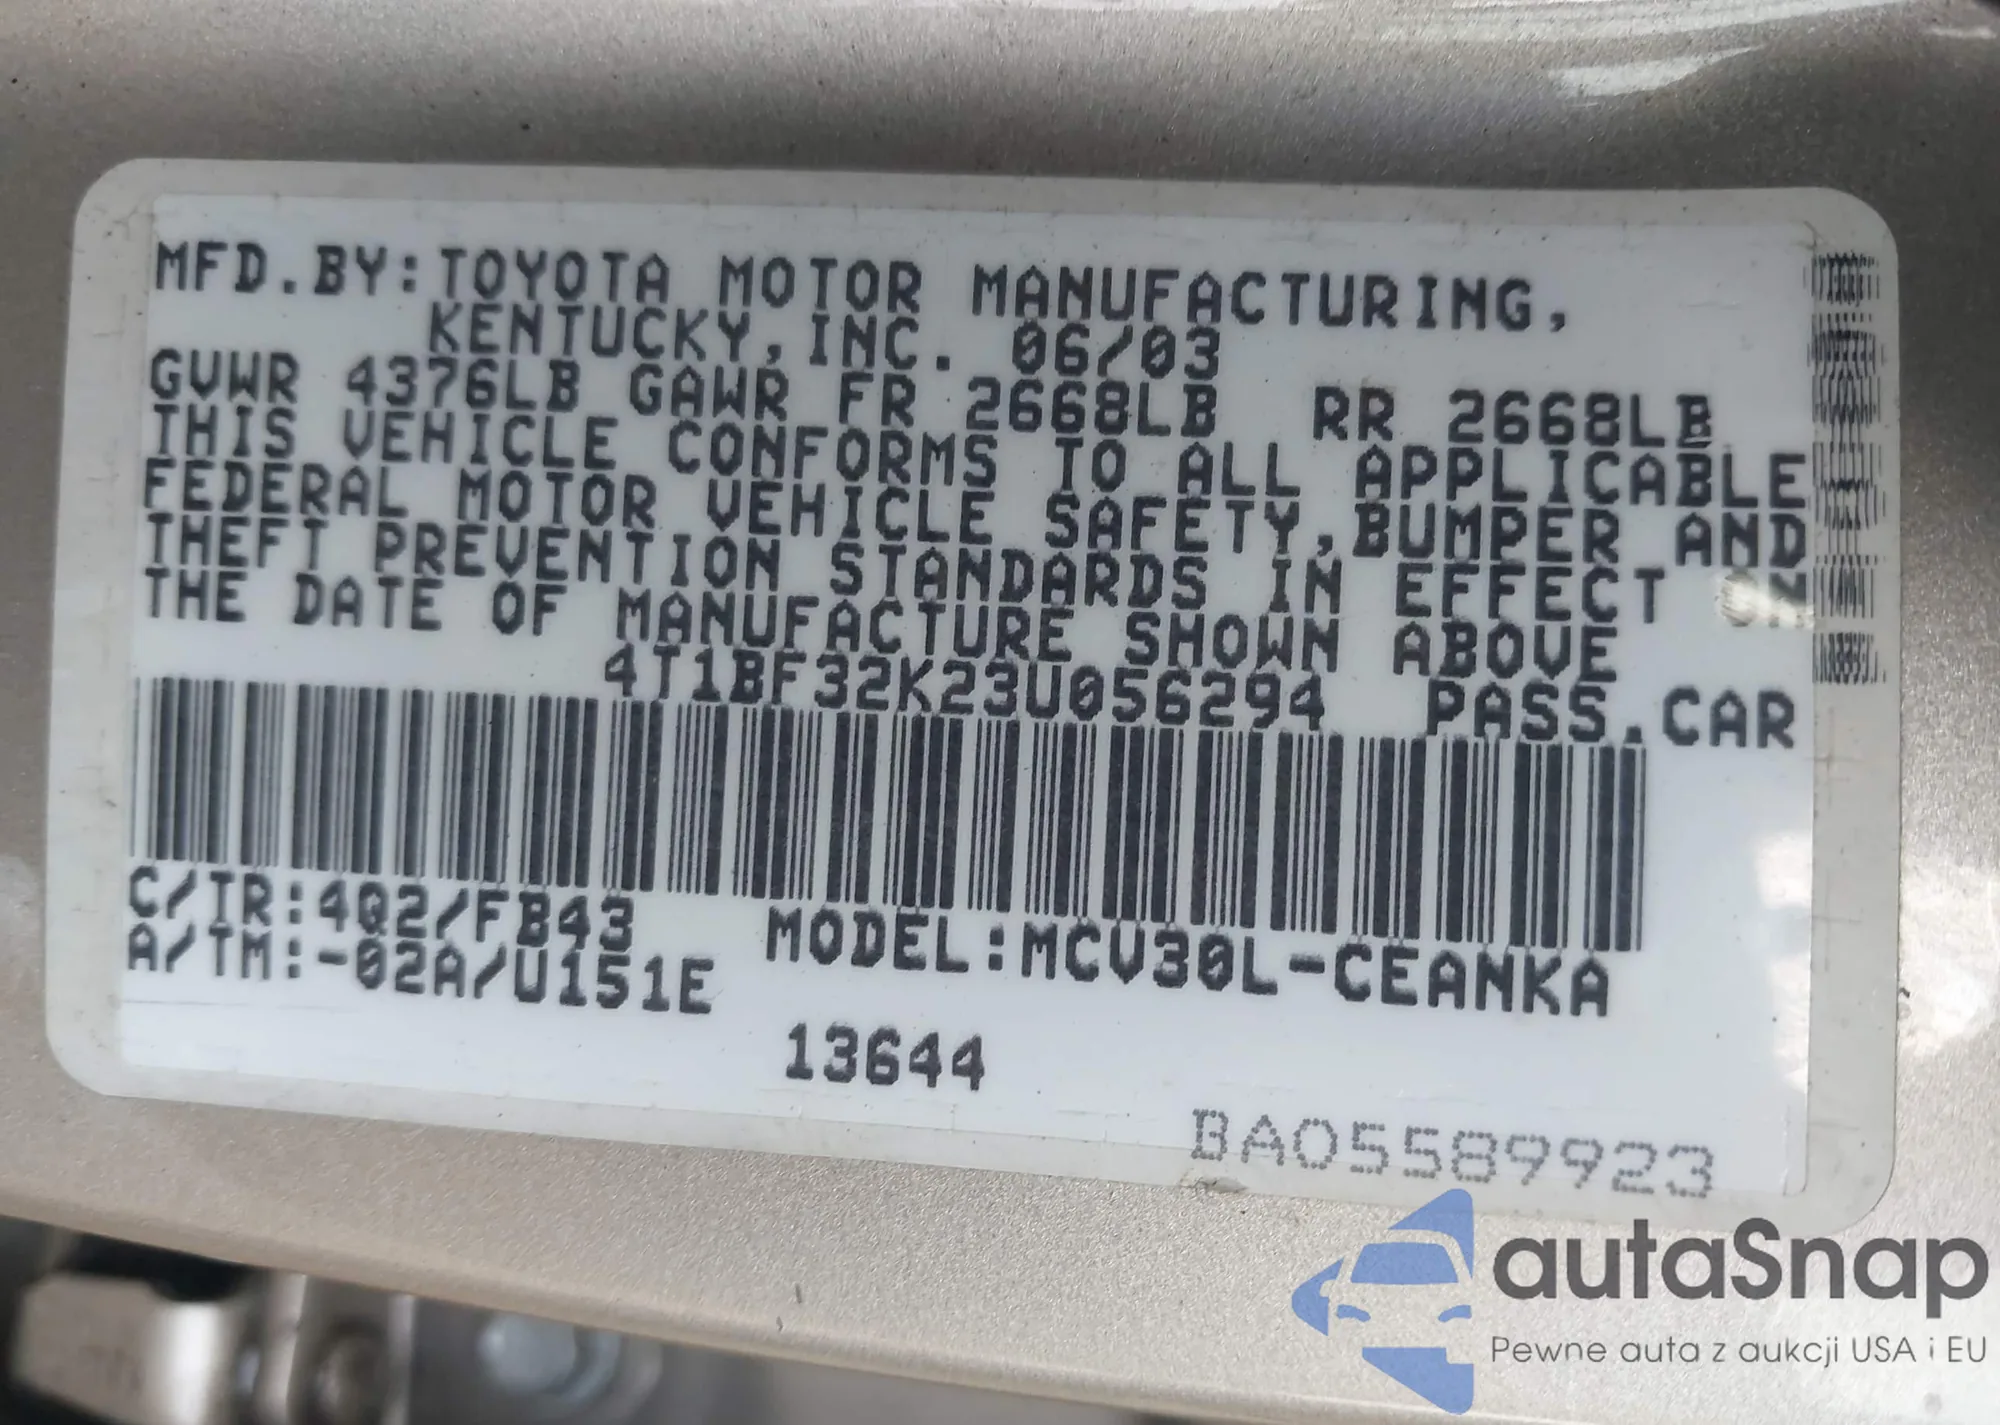 MFD.BY:TOYOTA MOTOR MANUFACTURING,
KENTUCKY,INC. 06/03
GVWR 4376LB GAWR FR 2668LB RR 2668LB
THIS VEHICLE CONFORMS TO ALL APPLICABLE
FEDERAL MOTOR VEHICLE SAFETY,BUMPER AND
THEFT PREVENTION STANDARDS IN EFFECT ON
THE DATE OF MANUFACTURE SHOWN ABOVE
4T1BF32K23U056294 PASS.CAR
C/TR:4Q2/FB43
A/TM:-02A/U151E
MODEL:MCV30L-CEANKA
13644
BA05589923
autaSnap
Pewne auta z aukcji USA i EU